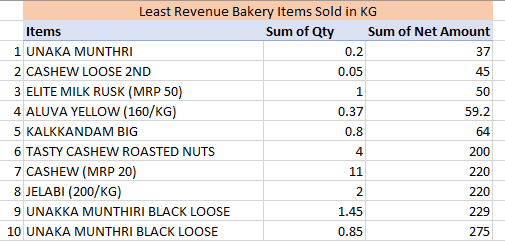 Least Revenue Bakery Items Sold in KG
Items Sum of Qty Sum of Net Amount
1 UNAKA MUNTHRI 0.2 37
2 CASHEW LOOSE 2ND 0.05 45
3 ELITE MILK RUSK (MRP 50) 1 50
4 ALUVA YELLOW (160/KG) 0.37 59.2
5 KALKKANDAM BIG 0.8 64
6 TASTY CASHEW ROASTED NUTS 4 200
7 CASHEW (MRP 20) 11 220
8 JELABI (200/KG) 2 220
9 UNAKKA MUNTHIRI BLACK LOOSE 1.45 229
10 UNAKA MUNTHRI BLACK LOOSE 0.85 275